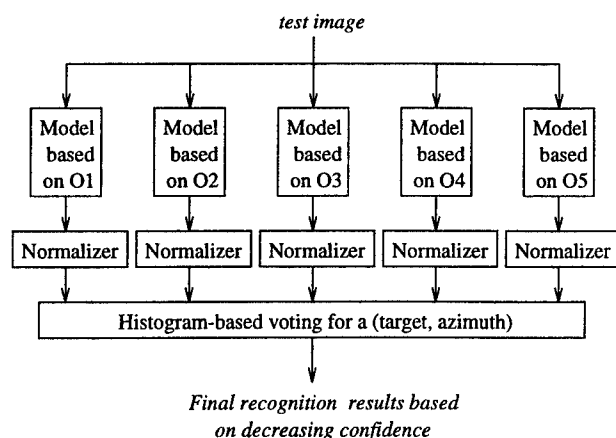 test image
Model based on O1
Model based on O2
Model based on O3
Model based on O4
Model based on O5
Normalizer
Normalizer
Normalizer
Normalizer
Normalizer
Histogram-based voting for a (target, azimuth)
Final recognition results based
on decreasing confidence